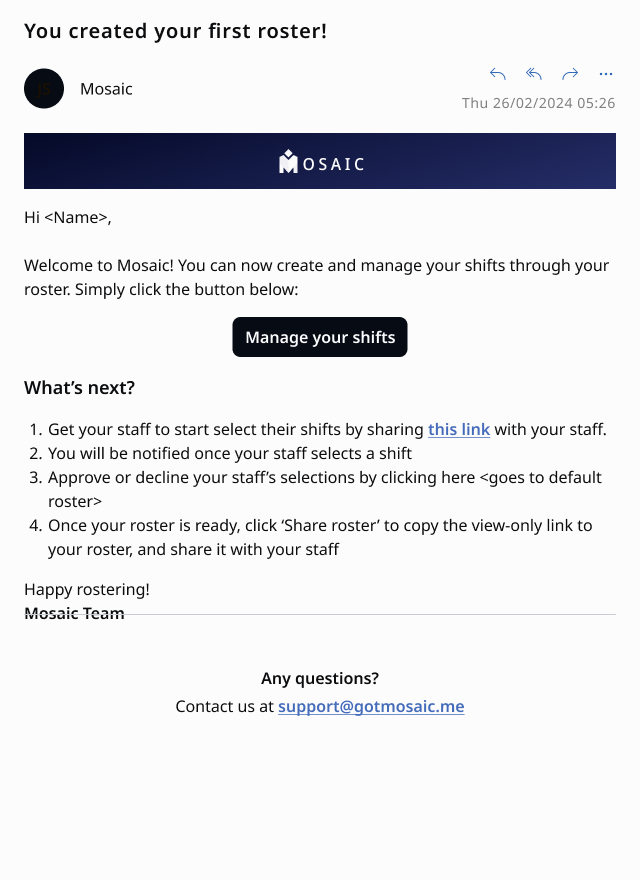 You created your first roster!
Mosaic
Thu 26/02/2024 05:26
MOSAIC
Hi <Name>,
Welcome to Mosaic! You can now create and manage your shifts through your
roster. Simply click the button below:
Manage your shifts
What’s next?
1. Get your staff to start select their shifts by sharing this link with your staff.
2. You will be notified once your staff selects a shift
3. Approve or decline your staff’s selections by clicking here <goes to default
roster>
4. Once your roster is ready, click ‘Share roster’ to copy the view-only link to
your roster, and share it with your staff
Happy rostering!
Mosaic Team
Any questions?
Contact us at support@gotmosaic.me